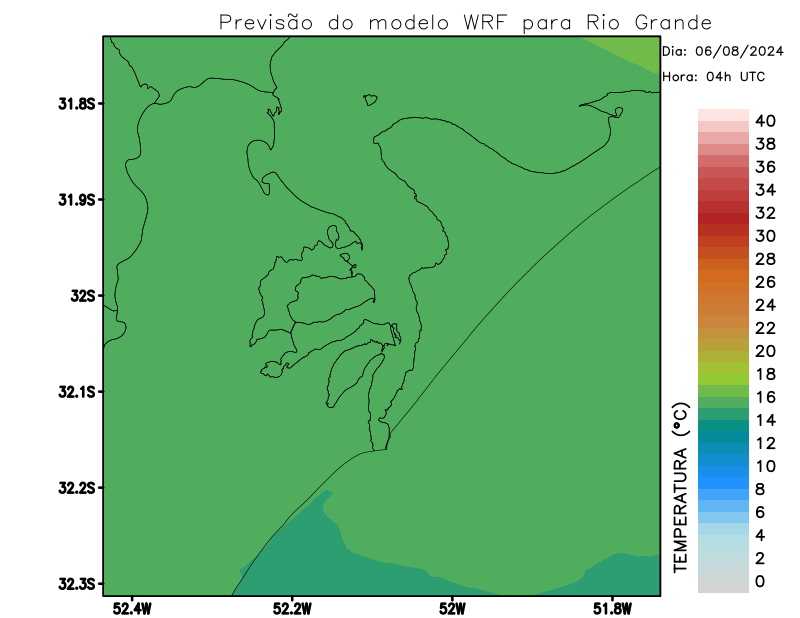 Previsão do modelo WRF para Rio Grande
Dia: 06/08/2024
Hora: 04h UTC
31.8S
31.9S
32S
32.1S
32.2S
32.3S
52.4W
52.2W
52W
51.8W
TEMPERATURA (°C)
40
38
36
34
32
30
28
26
24
22
20
18
16
14
12
10
8
6
4
2
0